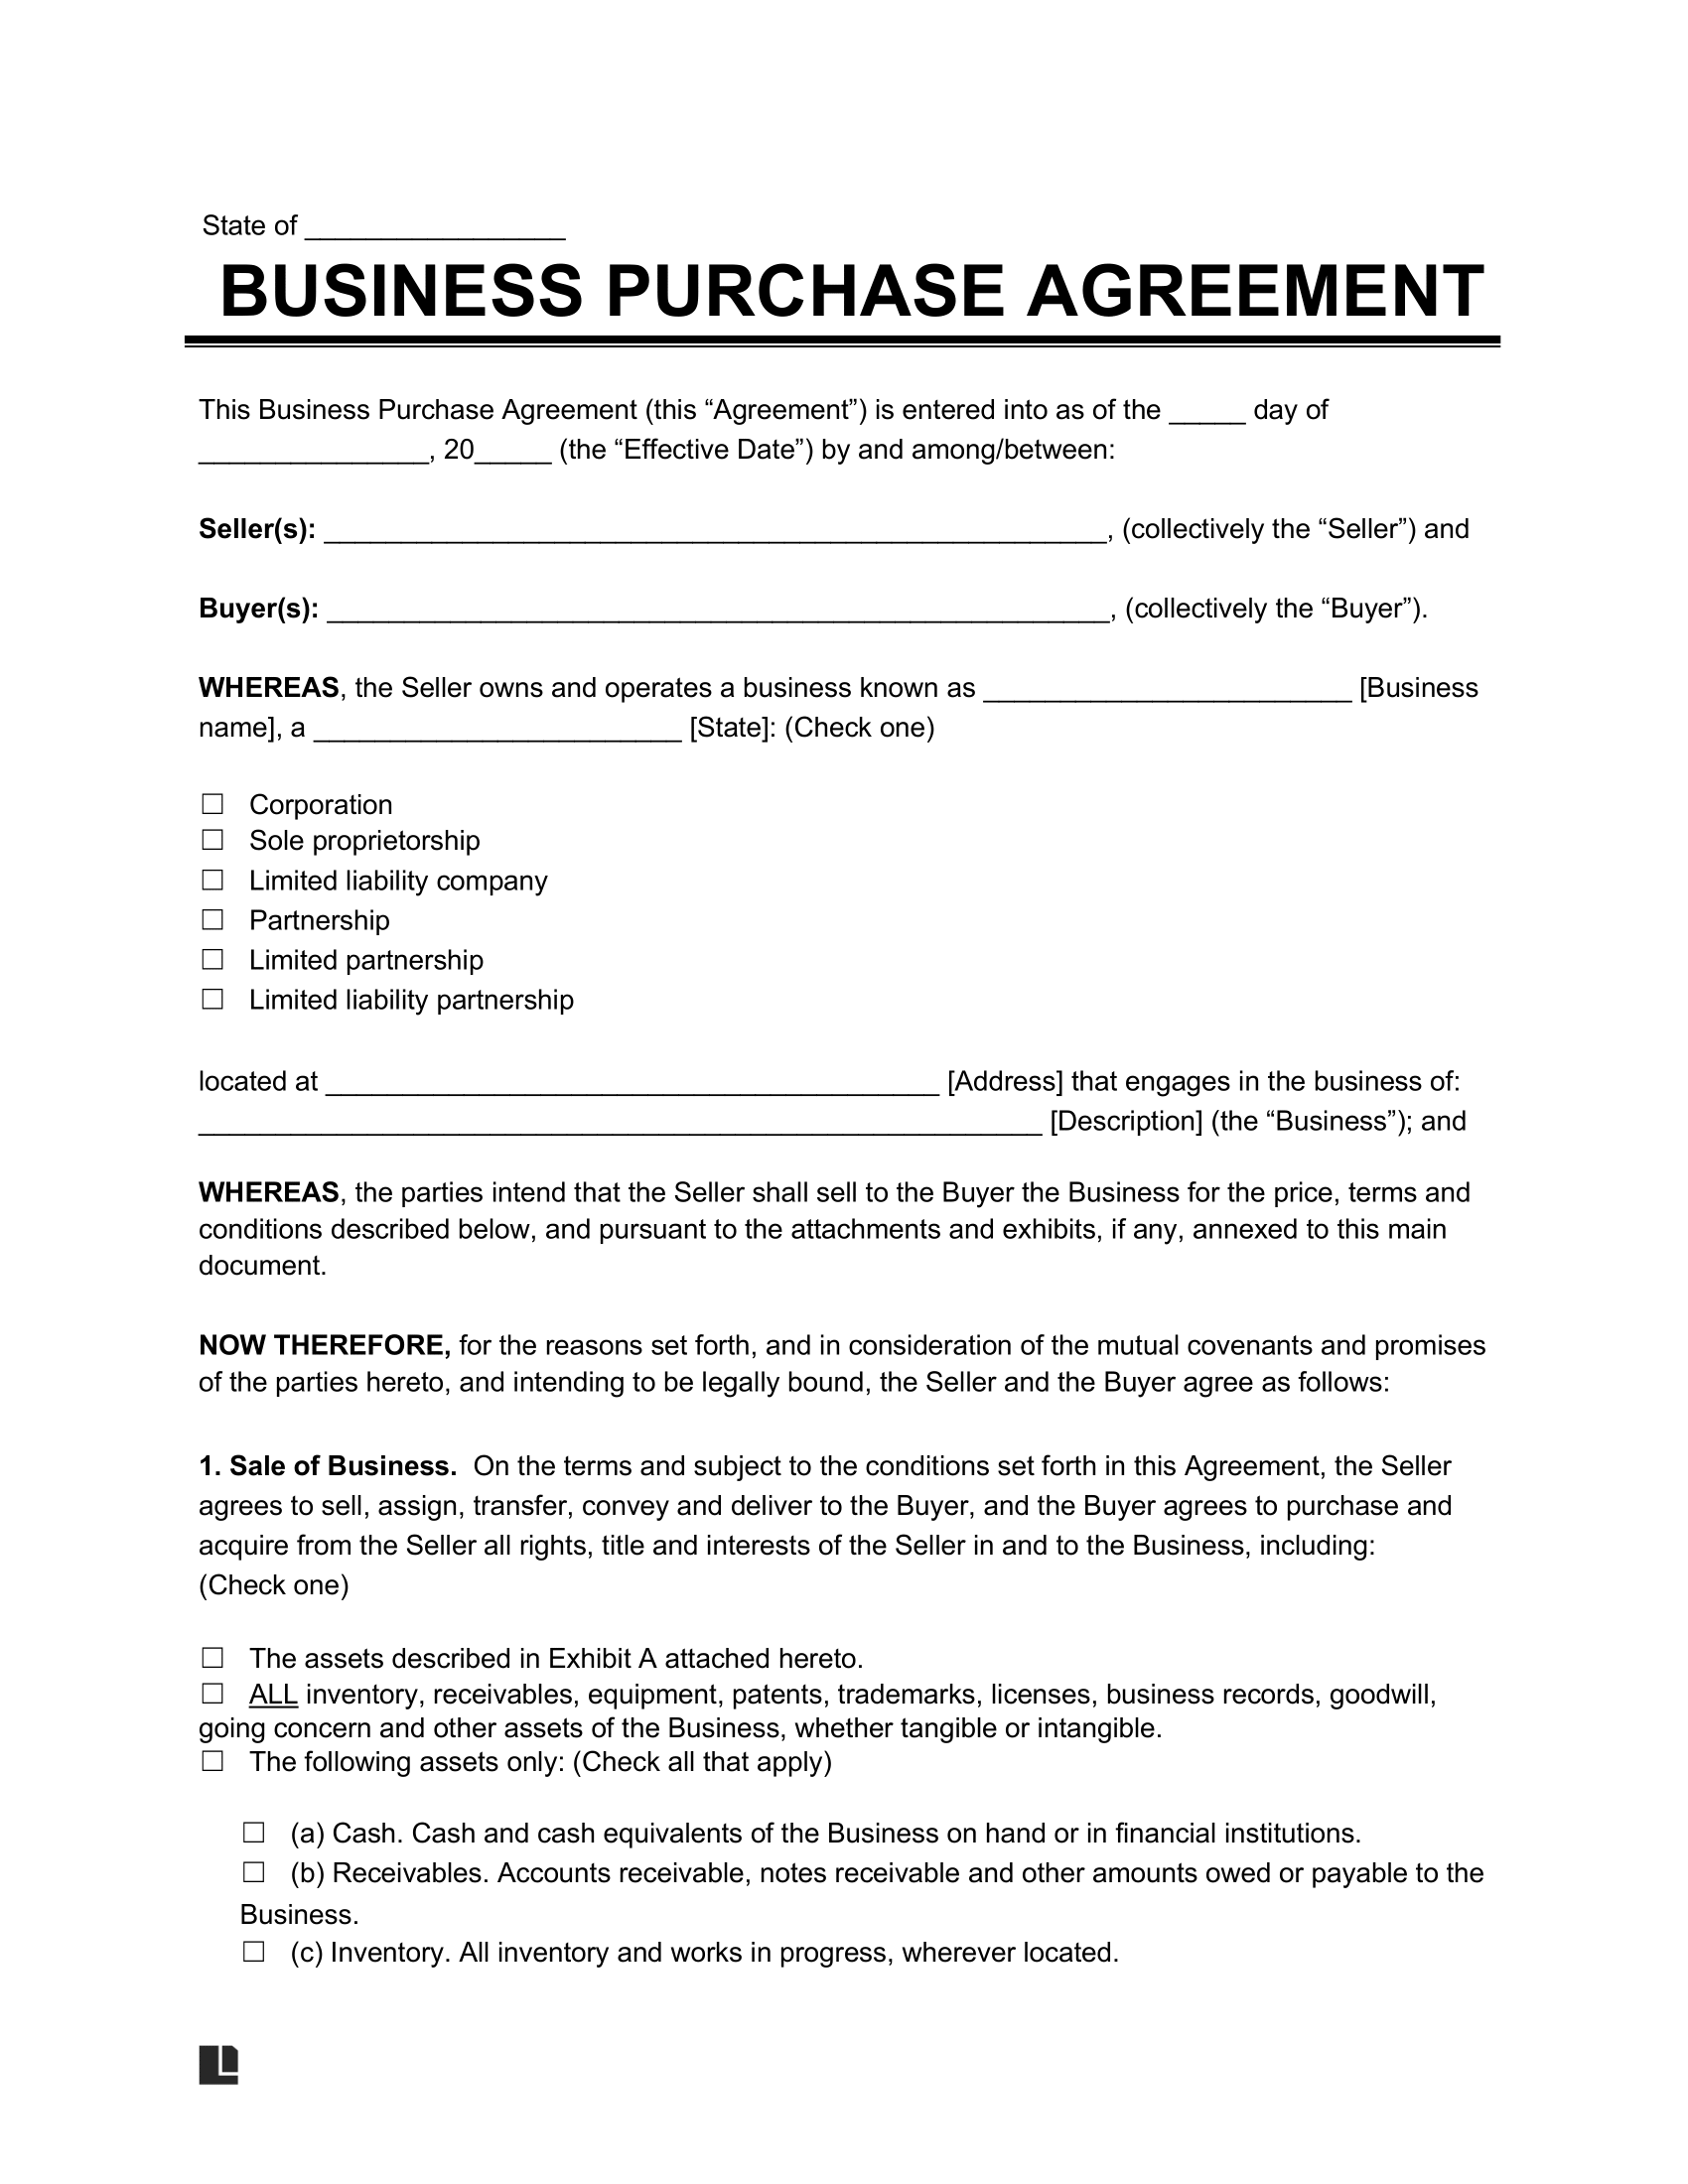 State of _________________
BUSINESS PURCHASE AGREEMENT
This Business Purchase Agreement (this “Agreement”) is entered into as of the _____ day of
_______________, 20_____ (the “Effective Date”) by and among/between:
Seller(s): ___________________________________________________, (collectively the “Seller”) and
Buyer(s): ___________________________________________________, (collectively the “Buyer”).
WHEREAS, the Seller owns and operates a business known as ________________________ [Business
name], a ________________________ [State]: (Check one)
☐ Corporation
☐ Sole proprietorship
☐ Limited liability company
☐ Partnership
☐ Limited partnership
☐ Limited liability partnership
located at ________________________________________ [Address] that engages in the business of:
_______________________________________________________ [Description] (the “Business”); and
WHEREAS, the parties intend that the Seller shall sell to the Buyer the Business for the price, terms and
conditions described below, and pursuant to the attachments and exhibits, if any, annexed to this main
document.
NOW THEREFORE, for the reasons set forth, and in consideration of the mutual covenants and promises
of the parties hereto, and intending to be legally bound, the Seller and the Buyer agree as follows:
1. Sale of Business. On the terms and subject to the conditions set forth in this Agreement, the Seller
agrees to sell, assign, transfer, convey and deliver to the Buyer, and the Buyer agrees to purchase and
acquire from the Seller all rights, title and interests of the Seller in and to the Business, including:
(Check one)
☐ The assets described in Exhibit A attached hereto.
☐ ALL inventory, receivables, equipment, patents, trademarks, licenses, business records, goodwill,
going concern and other assets of the Business, whether tangible or intangible.
☐ The following assets only: (Check all that apply)
☐ (a) Cash. Cash and cash equivalents of the Business on hand or in financial institutions.
☐ (b) Receivables. Accounts receivable, notes receivable and other amounts owed or payable to the
Business.
☐ (c) Inventory. All inventory and works in progress, wherever located.